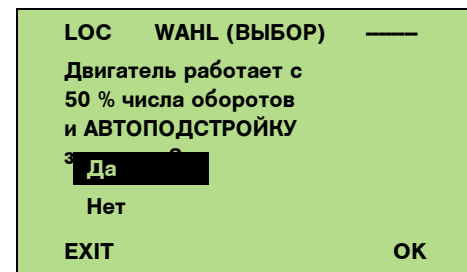 LOC WAHL (ВЫБОР) -------
Двигатель работает с
50 % числа оборотов
и АВТОПОДСТРОЙКУ
Да
Нет
EXIT OK